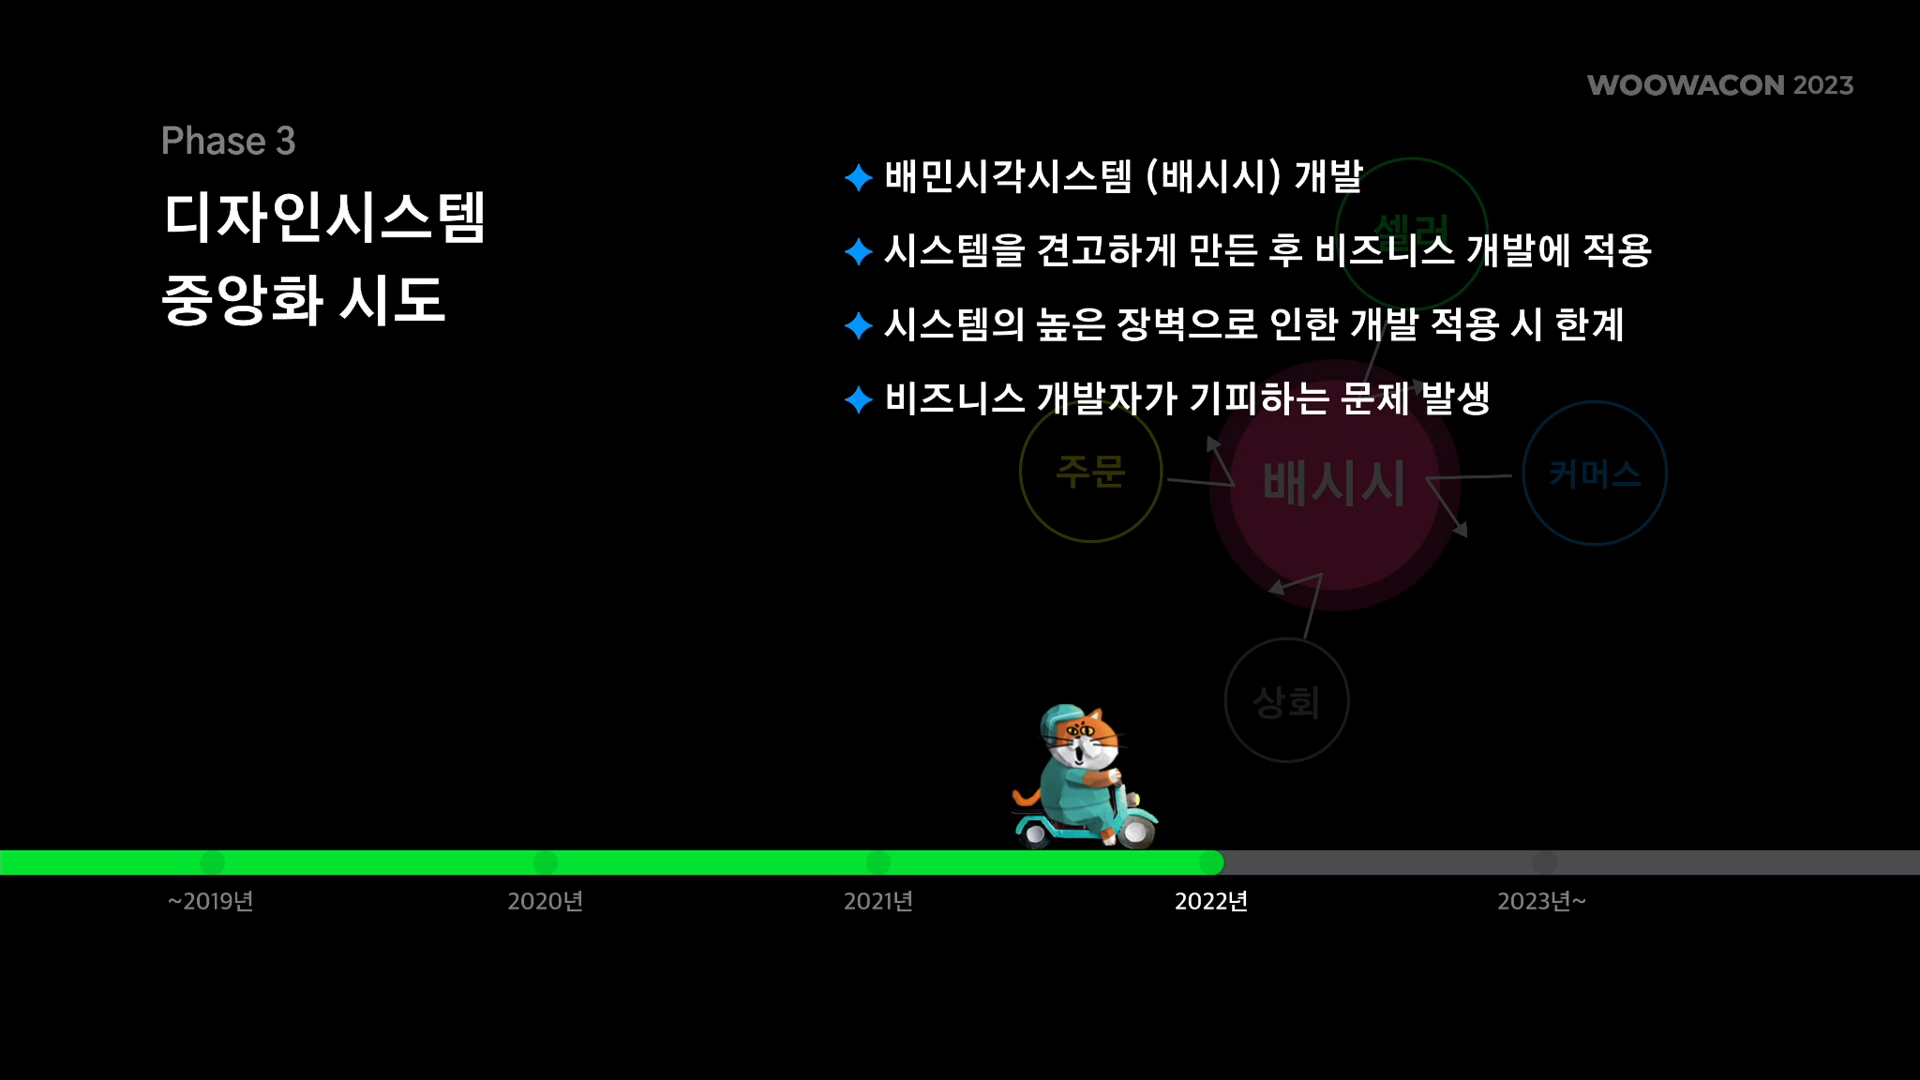 WOOWACON 2023
Phase 3
디자인시스템
중앙화 시도
배민시각시스템 (배시시) 개발
시스템을 견고하게 만든 후 비즈니스 개발에 적용
시스템의 높은 장벽으로 인한 개발 적용 시 한계
비즈니스 개발자가 기피하는 문제 발생
셀러
주문
배시시
커머스
상회
~2019년
2020년
2021년
2022년
2023년~